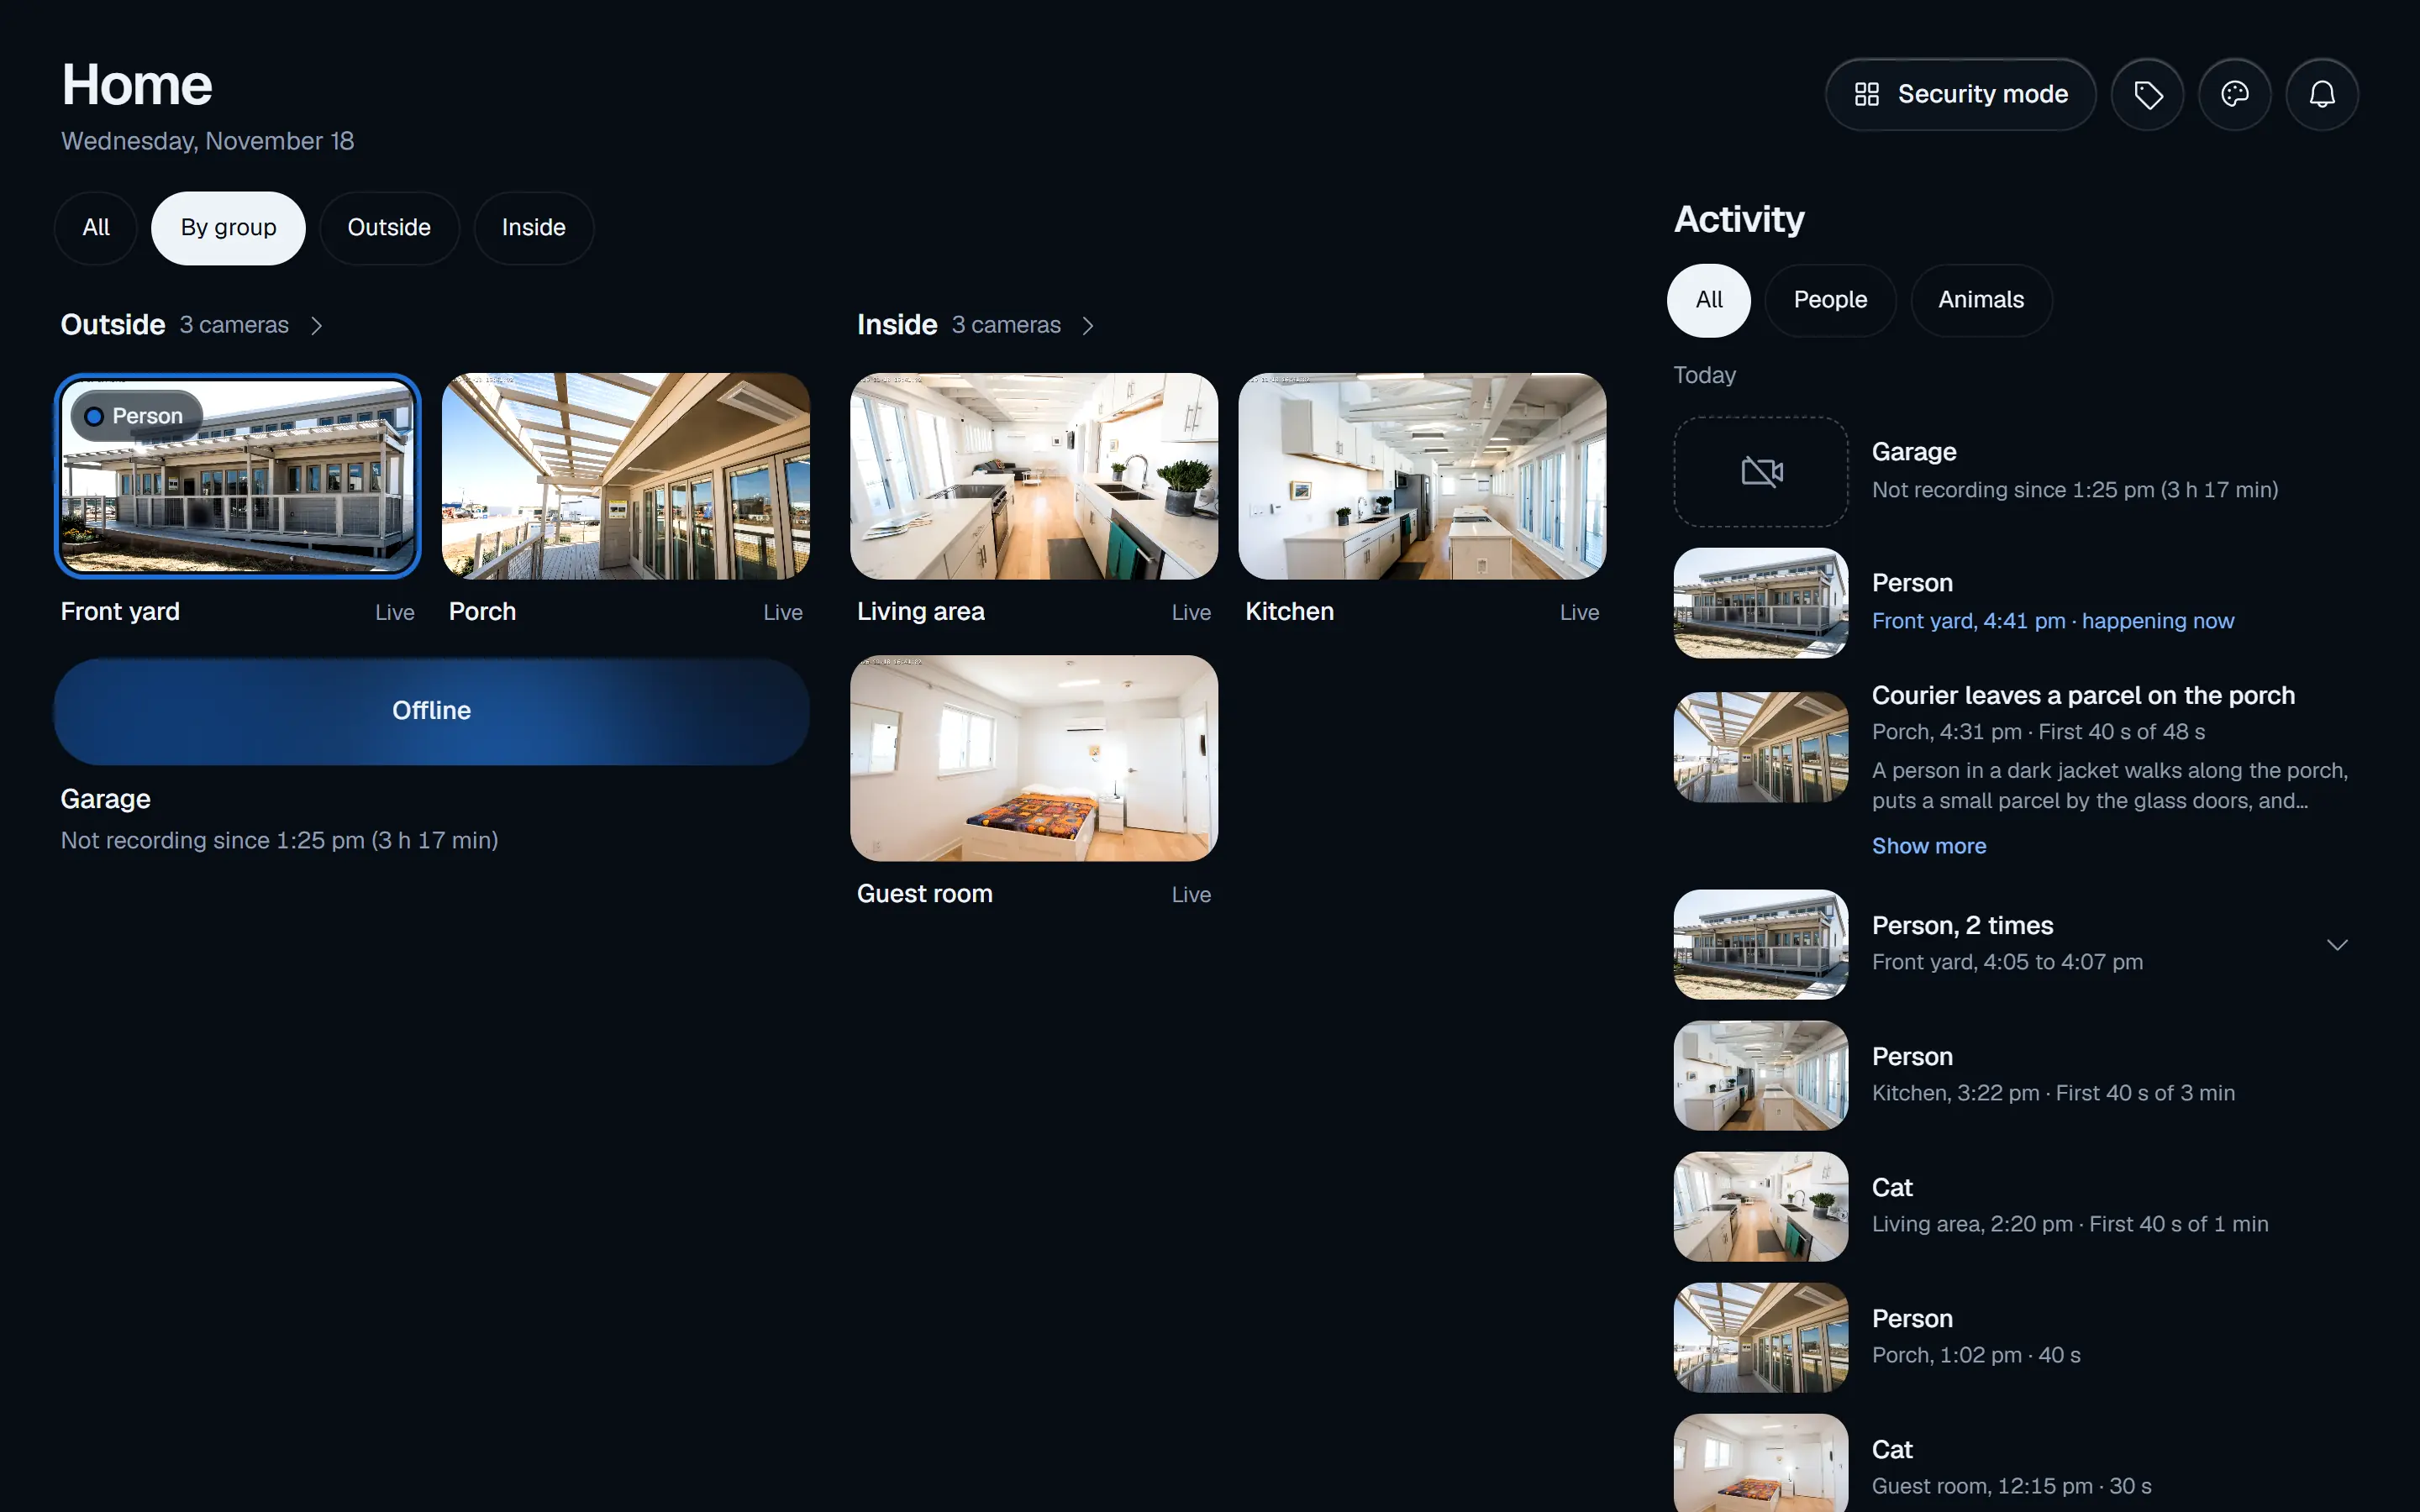 Home
Wednesday, November 18
Security mode
All
By group
Outside
Inside
Outside 3 cameras
Inside 3 cameras
Person
Front yard Live
Porch Live
Living area Live
Kitchen Live
Offline
Garage
Not recording since 1:25 pm (3 h 17 min)
Guest room Live
Activity
All
People
Animals
Today
Garage
Not recording since 1:25 pm (3 h 17 min)
Person
Front yard, 4:41 pm · happening now
Courier leaves a parcel on the porch
Porch, 4:31 pm · First 40 s of 48 s
A person in a dark jacket walks along the porch,
puts a small parcel by the glass doors, and...
Show more
Person, 2 times
Front yard, 4:05 to 4:07 pm
Person
Kitchen, 3:22 pm · First 40 s of 3 min
Cat
Living area, 2:20 pm · First 40 s of 1 min
Person
Porch, 1:02 pm · 40 s
Cat
Guest room, 12:15 pm · 30 s